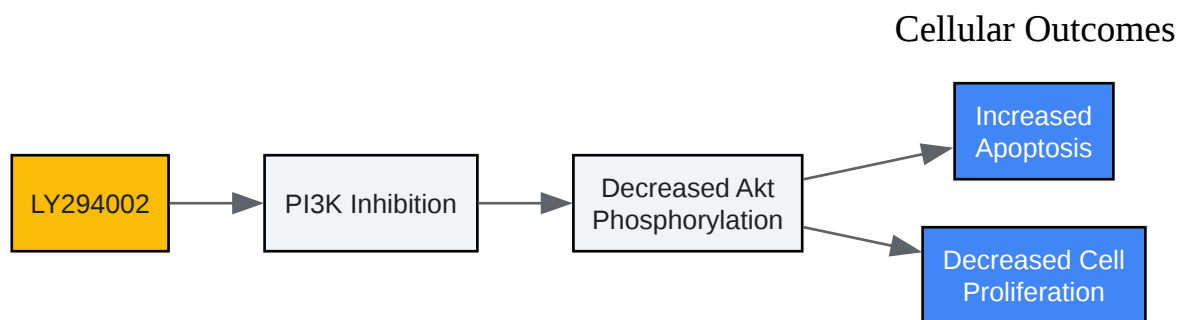 Cellular Outcomes
LY294002
PI3K Inhibition
Decreased Akt
Phosphorylation
Increased
Apoptosis
Decreased Cell
Proliferation